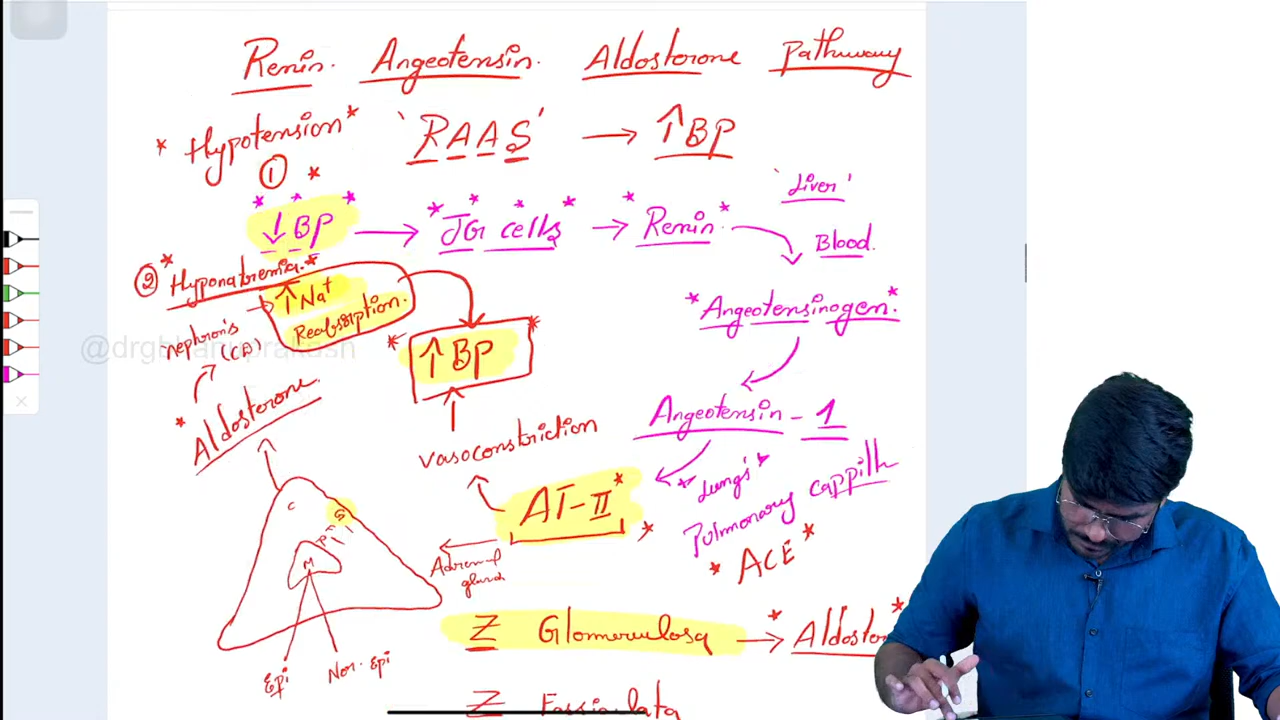 Renin. Angeotensin. Aldosterone Pathway
* Hypotension * 'RAAS' → ↑BP
① *
'Liver'
* * *
↓ BP → * JG cells * → * Renin *
Blood.
② * Hyponatremia. *
↑ Na+
Reabsorption.
* Angeotensinogen *
nephron's
(CD)
@drgbhanuprakash
* ↑ BP *
* Aldosterone.
Angeotensin - 1
vasoconstriction
* Lungs *
Pulmonary
AT-II *
C
G
F
R
M
* ACE *
Adrenal
gland
Z Glomerulosa → * Aldoster *
Epi
Nor. Epi
Z Fassiculata